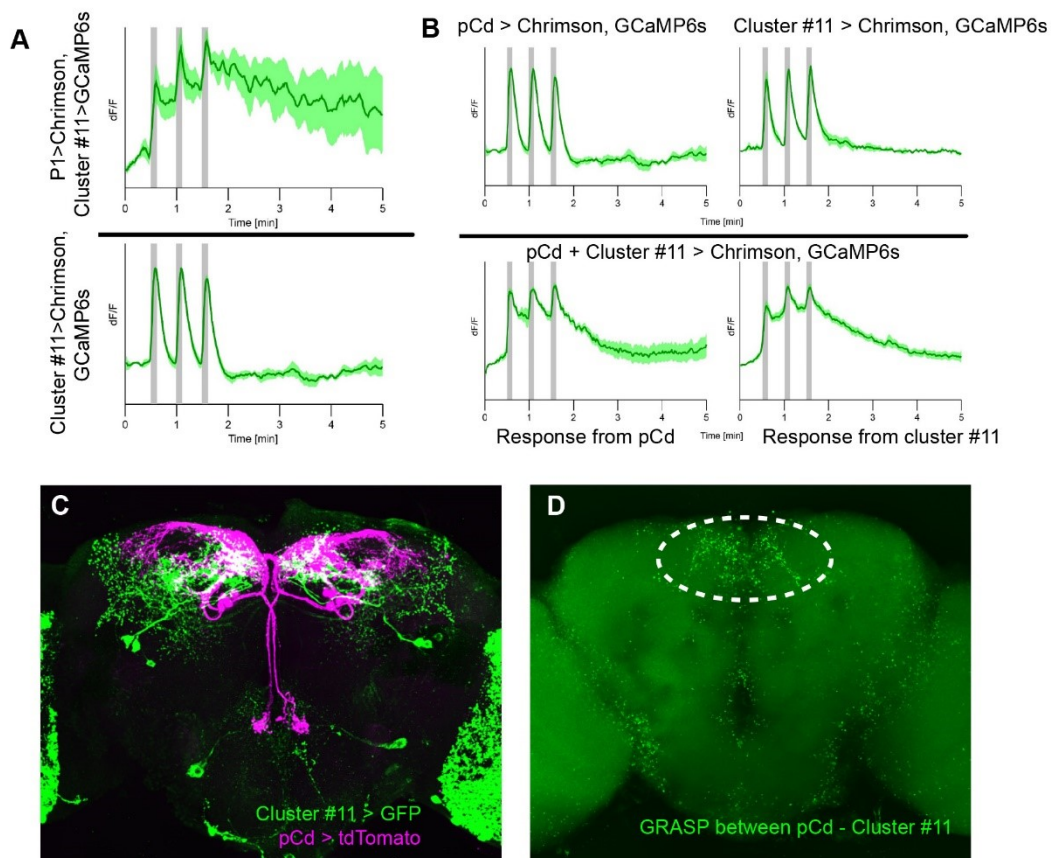 A
P1>Chrimson,
Cluster #11>GCaMP6s
dF/F
0 1 2 3 4 5
Time [min]
Cluster #11>Chrimson,
GCaMP6s
dF/F
0 1 2 3 4 5
Time [min]
B
pCd > Chrimson, GCaMP6s
Cluster #11 > Chrimson, GCaMP6s
dF/F
0 1 2 3 4 5
Time [min]
dF/F
0 1 2 3 4 5
Time [min]
pCd + Cluster #11 > Chrimson, GCaMP6s
dF/F
0 1 2 3 4 5
dF/F
0 1 2 3 4 5
Response from pCd
Time [min]
Response from cluster #11
C
Cluster #11 > GFP
pCd > tdTomato
D
GRASP between pCd - Cluster #11